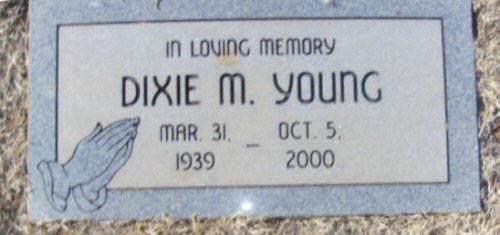 IN LOVING MEMORY
DIXIE M. YOUNG
MAR. 31, _ OCT. 5,
1939 2000